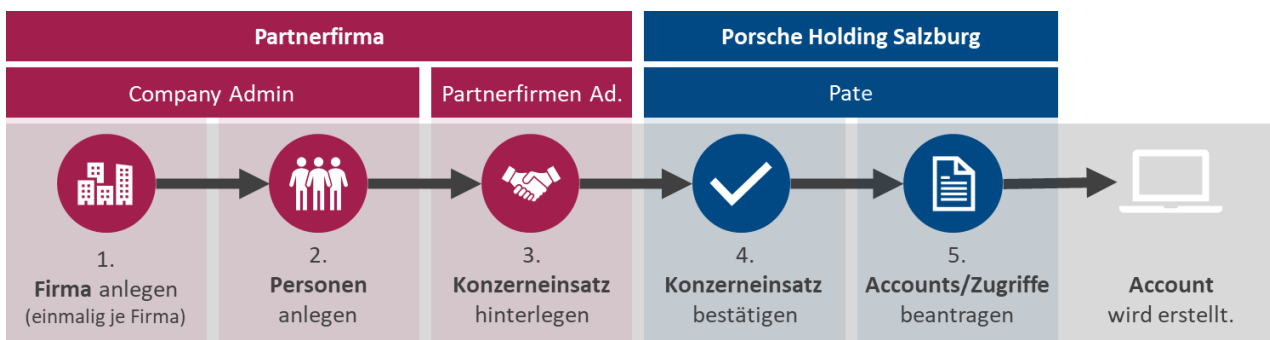 Partnerfirma
Porsche Holding Salzburg
Company Admin
Partnerfirmen Ad.
Pate
1.
Firma anlegen
(einmalig je Firma)
2.
Personen
anlegen
3.
Konzerneinsatz
hinterlegen
4.
Konzerneinsatz
bestätigen
5.
Accounts/Zugriffe
beantragen
Account
wird erstellt.